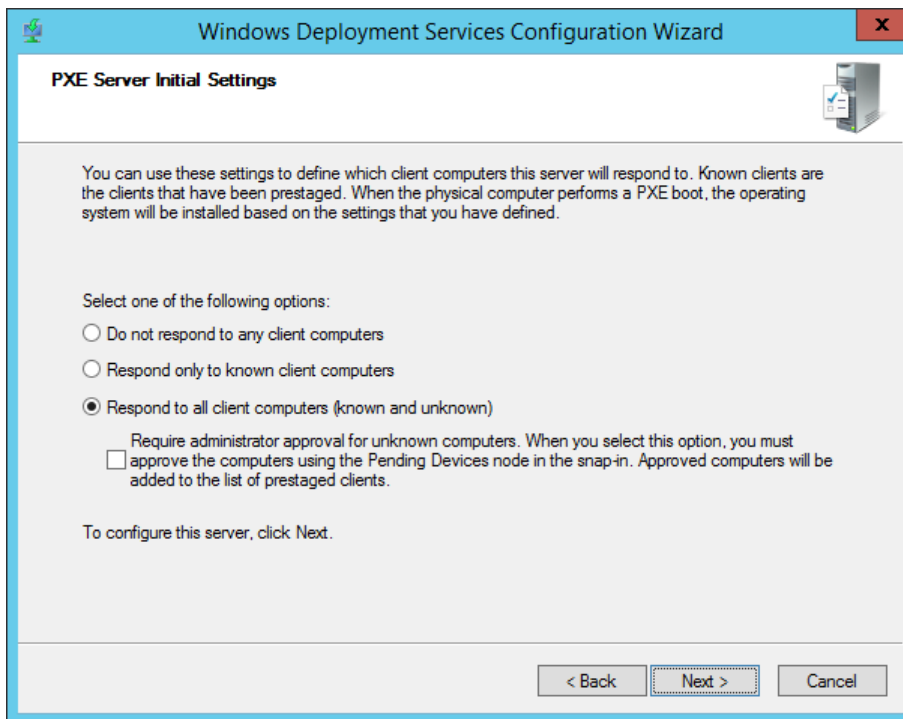 Windows Deployment Services Configuration Wizard
x
PXE Server Initial Settings
You can use these settings to define which client computers this server will respond to. Known clients are
the clients that have been prestaged. When the physical computer performs a PXE boot, the operating
system will be installed based on the settings that you have defined.
Select one of the following options:
Do not respond to any client computers
Respond only to known client computers
Respond to all client computers (known and unknown)
Require administrator approval for unknown computers. When you select this option, you must
approve the computers using the Pending Devices node in the snap-in. Approved computers will be
added to the list of prestaged clients.
To configure this server, click Next.
< Back Next > Cancel